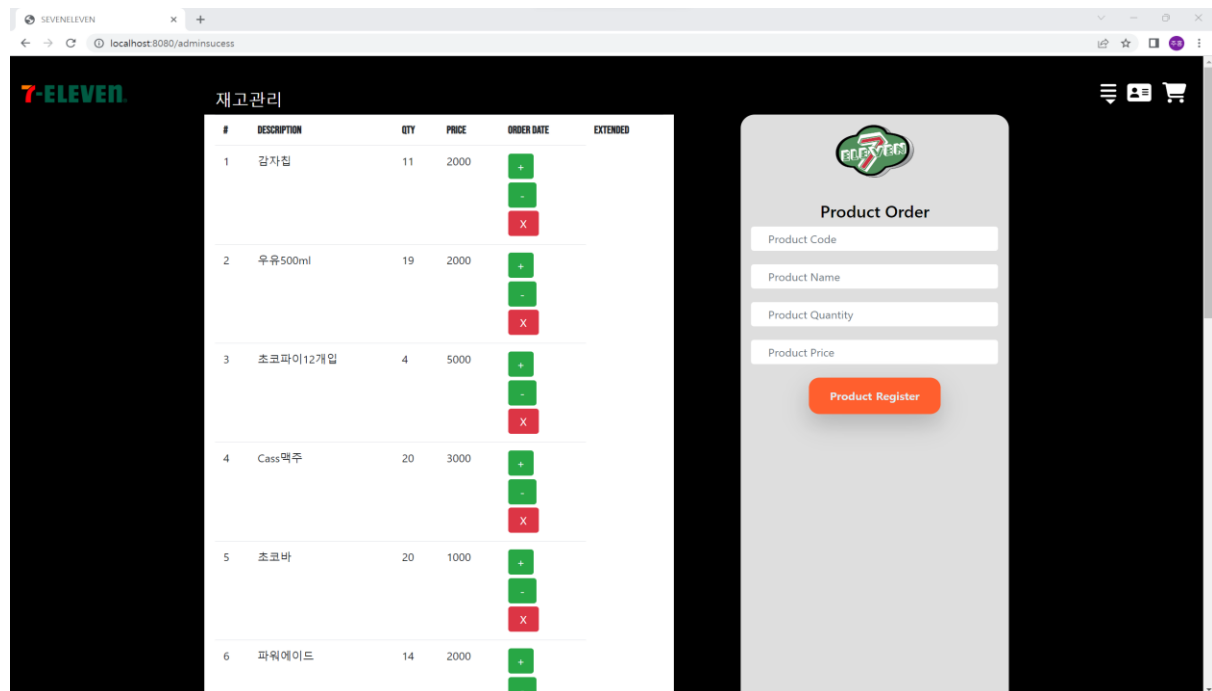 SEVENELEVEN
localhost:8080/adminsucess
주홍
7-ELEVEN.
재고관리
# DESCRIPTION QTY PRICE ORDER DATE EXTENDED
1 감자칩 11 2000 +
-
X
2 우유500ml 19 2000 +
-
X
3 초코파이12개입 4 5000 +
-
X
4 Cass맥주 20 3000 +
-
X
5 초코바 20 1000 +
-
X
6 파워에이드 14 2000 +
7 ELEVEN
Product Order
Product Code
Product Name
Product Quantity
Product Price
Product Register